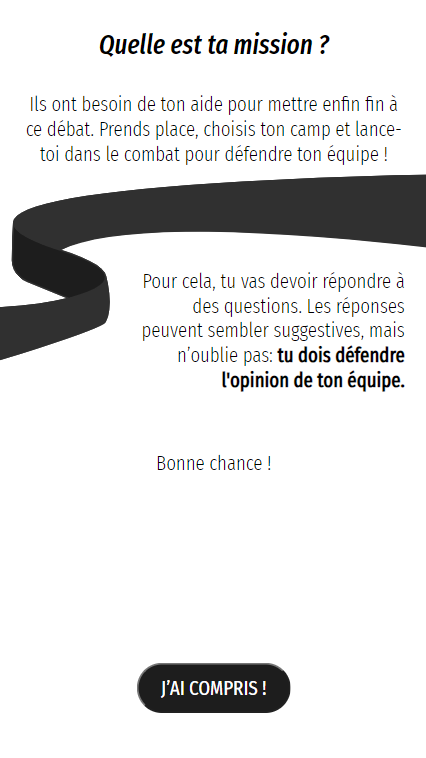 Quelle est ta mission ?
Ils ont besoin de ton aide pour mettre enfin fin à
ce débat. Prends place, choisis ton camp et lance-
toi dans le combat pour défendre ton équipe !
Pour cela, tu vas devoir répondre à
des questions. Les réponses
peuvent sembler suggestives, mais
n’oublie pas: tu dois défendre
l'opinion de ton équipe.
Bonne chance !
J’AI COMPRIS !